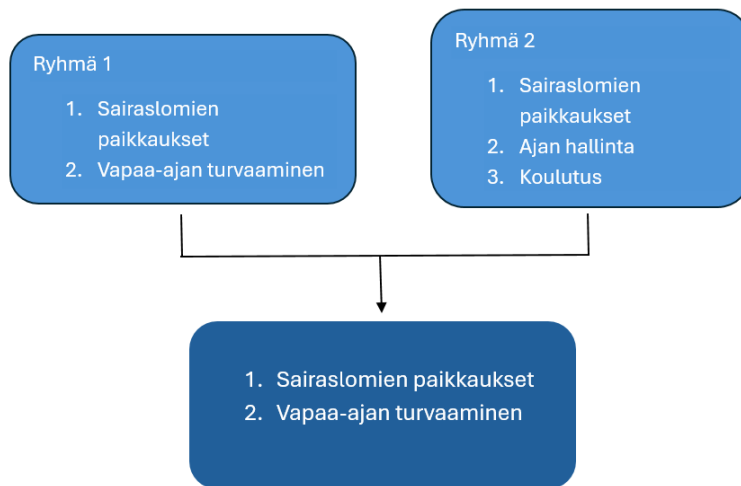 Ryhmä 1
1. Sairaslomien
paikkaukset
2. Vapaa-ajan turvaaminen
Ryhmä 2
1. Sairaslomien
paikkaukset
2. Ajan hallinta
3. Koulutus
1. Sairaslomien paikkaukset
2. Vapaa-ajan turvaaminen